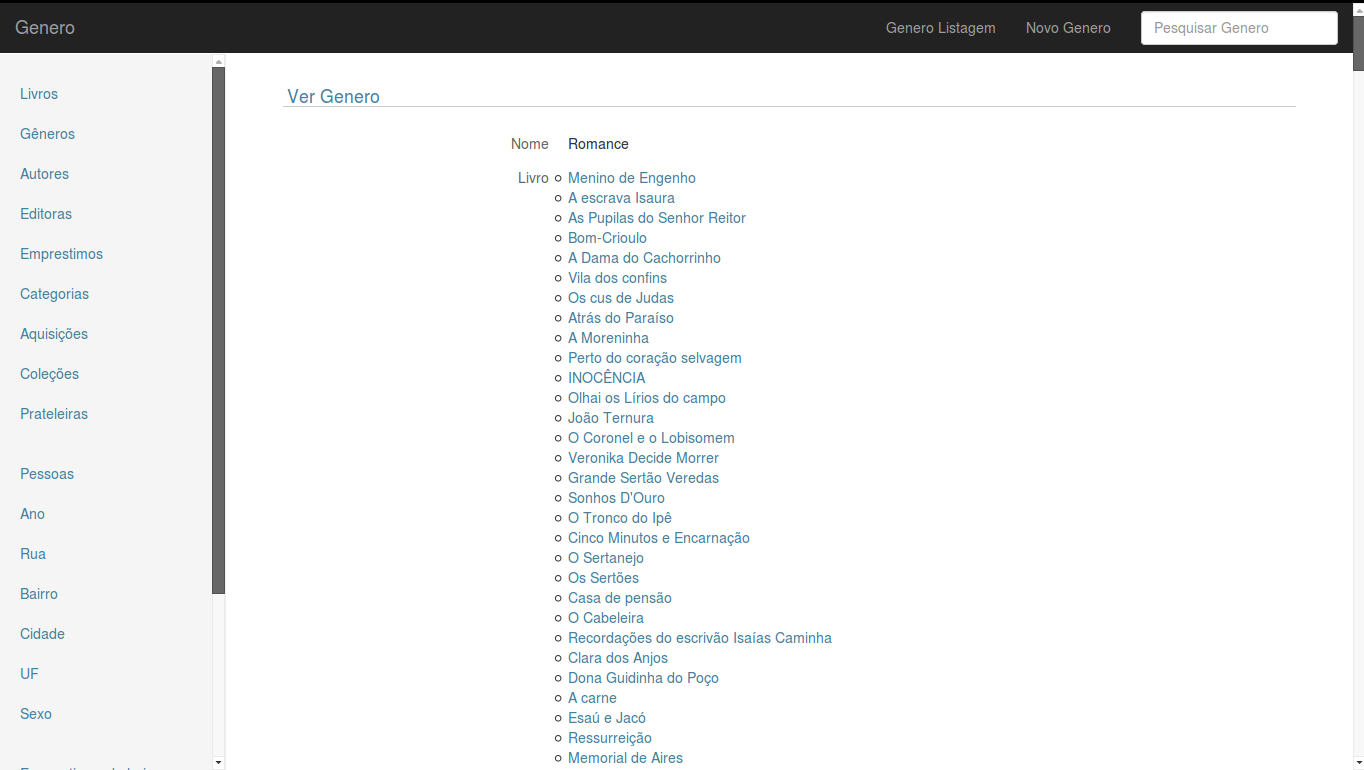 Genero
Genero Listagem
Novo Genero
Pesquisar Genero
Livros
Gêneros
Autores
Editoras
Emprestimos
Categorias
Aquisições
Coleções
Prateleiras
Pessoas
Ano
Rua
Bairro
Cidade
UF
Sexo
Ver Genero
Nome Romance
Livro Menino de Engenho
A escrava Isaura
As Pupilas do Senhor Reitor
Bom-Crioulo
A Dama do Cachorrinho
Vila dos confins
Os cus de Judas
Atrás do Paraíso
A Moreninha
Perto do coração selvagem
INOCÊNCIA
Olhai os Lírios do campo
João Ternura
O Coronel e o Lobisomem
Veronika Decide Morrer
Grande Sertão Veredas
Sonhos D'Ouro
O Tronco do Ipê
Cinco Minutos e Encarnação
O Sertanejo
Os Sertões
Casa de pensão
O Cabeleira
Recordações do escrivão Isaías Caminha
Clara dos Anjos
Dona Guidinha do Poço
A carne
Esaú e Jacó
Ressurreição
Memorial de Aires